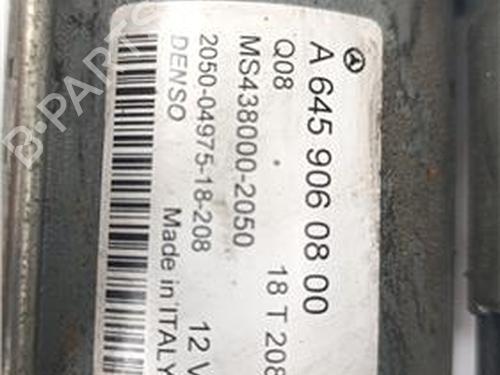 A 645 906 08 00
Q08 18 T 208
MS438000-2050
2050-04975-18-208 12 V
DENSO Made in ITALY
B-PARTS